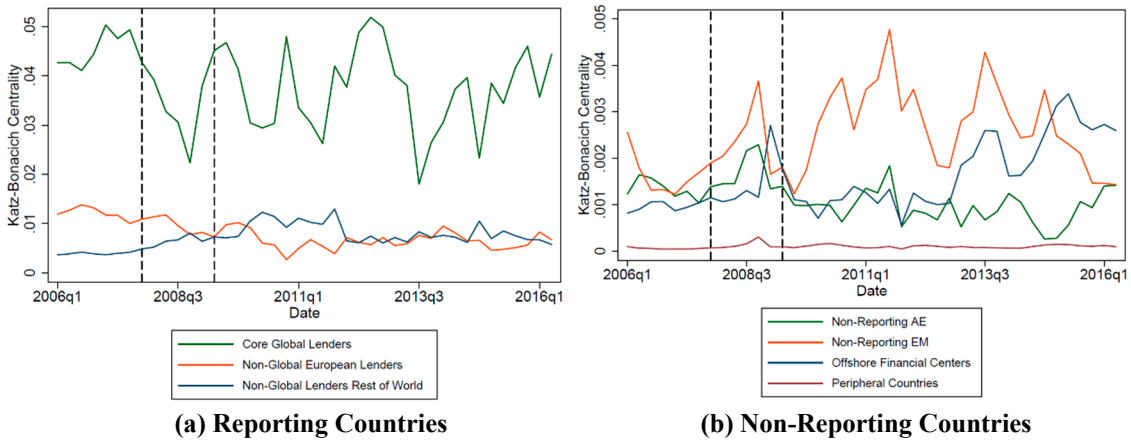 Katz-Bonacich Centrality
.05
.04
.03
.02
.01
0
2006q1 2008q3 2011q1 2013q3 2016q1
Date
Core Global Lenders
Non-Global European Lenders
Non-Global Lenders Rest of World
(a) Reporting Countries
Katz-Bonacich Centrality
.005
.004
.003
.002
.001
0
2006q1 2008q3 2011q1 2013q3 2016q1
Date
Non-Reporting AE
Non-Reporting EM
Offshore Financial Centers
Peripheral Countries
(b) Non-Reporting Countries